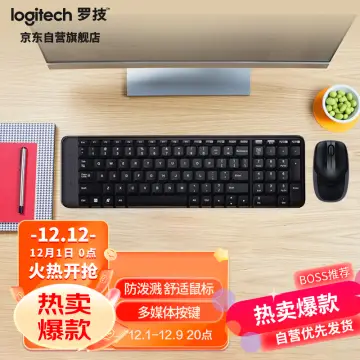 logitech 罗技
京东自营旗舰店
-12.12-
12月1日 0点
火热开抢
热卖
爆款
防泼溅 舒适鼠标
多媒体按键
12.1—12.9 20点
BOSS推荐
热卖爆款
自营优先发货